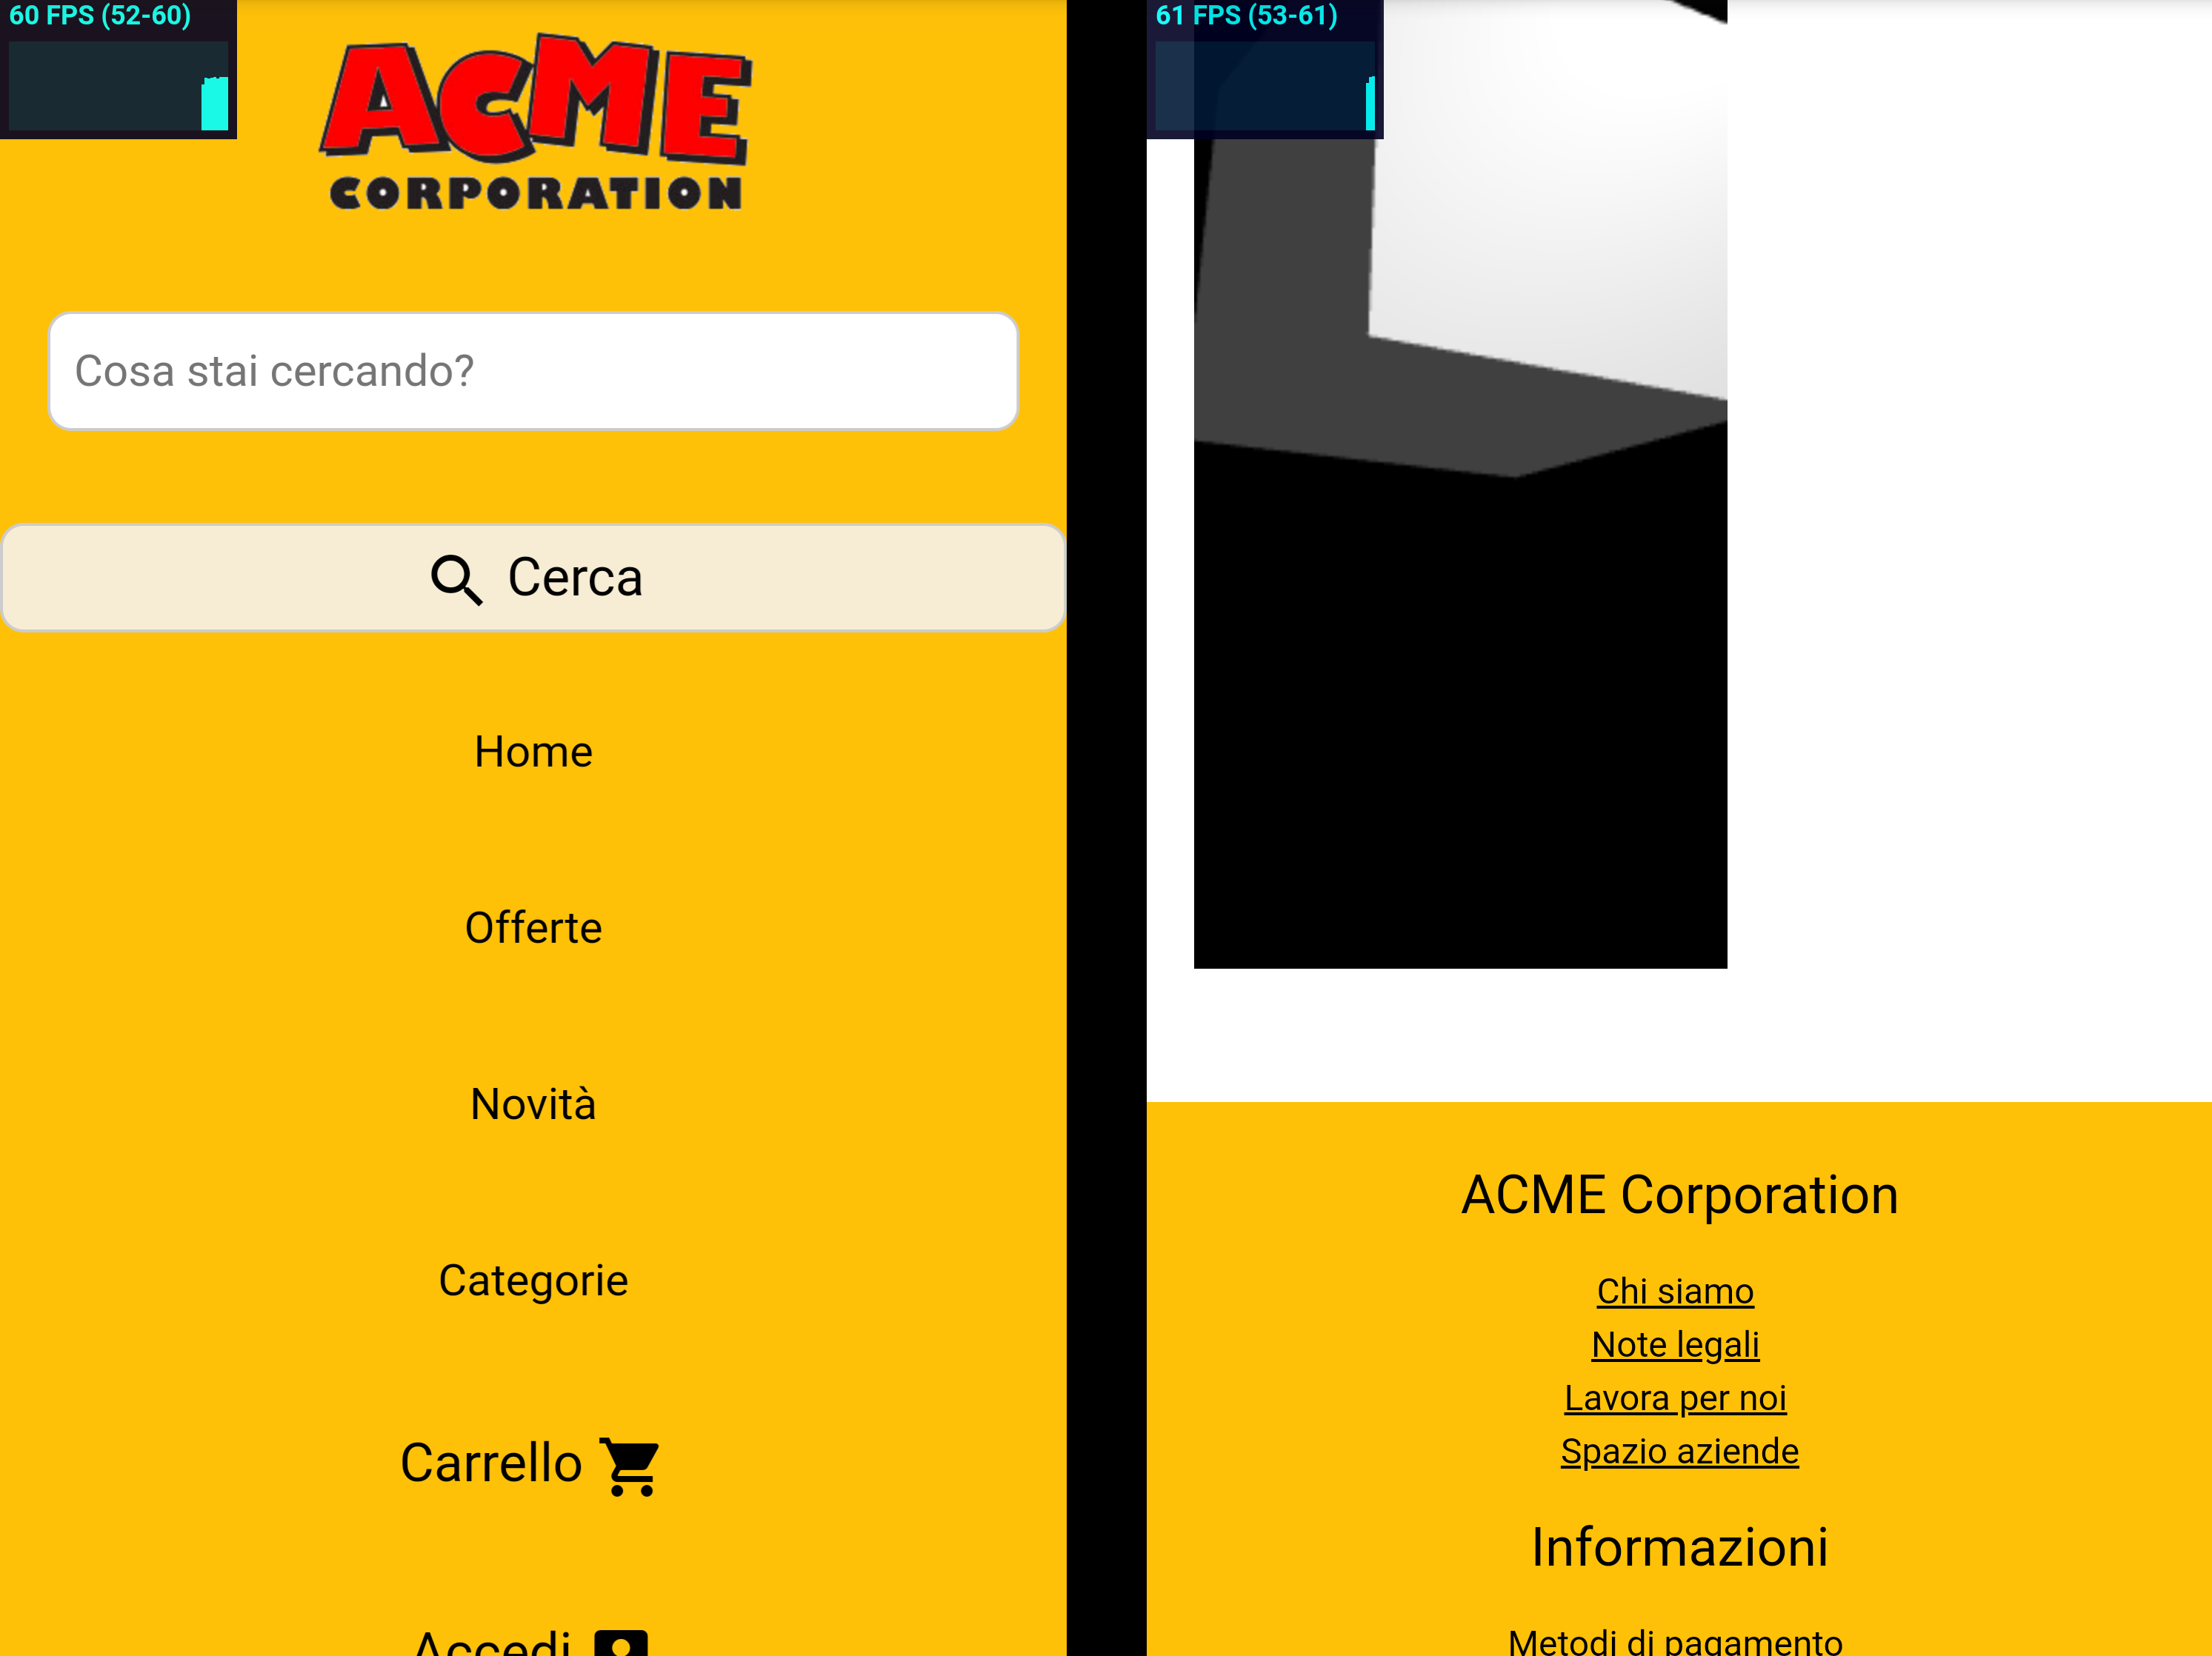 60 FPS (52-60)
ACME
CORPORATION
Cosa stai cercando?
Cerca
Home
Offerte
Novità
Categorie
Carrello
Accedi
61 FPS (53-61)
ACME Corporation
Chi siamo
Note legali
Lavora per noi
Spazio aziende
Informazioni
Metodi di pagamento